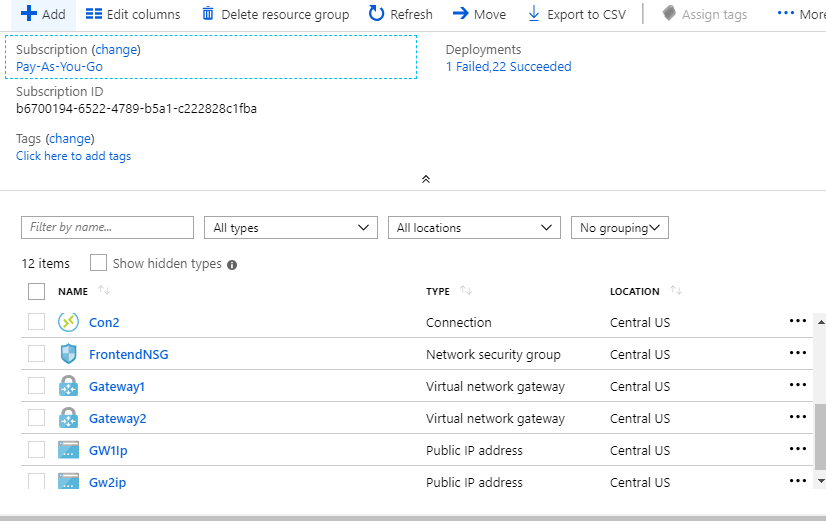 Add Edit columns Delete resource group Refresh Move Export to CSV Assign tags More
Subscription (change)
Pay-As-You-Go
Deployments
1 Failed,22 Succeeded
Subscription ID
b6700194-6522-4789-b5a1-c222828c1fba
Tags (change)
Click here to add tags
Filter by name... All types All locations No grouping
12 items Show hidden types
NAME TYPE LOCATION
Con2 Connection Central US
FrontendNSG Network security group Central US
Gateway1 Virtual network gateway Central US
Gateway2 Virtual network gateway Central US
GW1Ip Public IP address Central US
Gw2ip Public IP address Central US